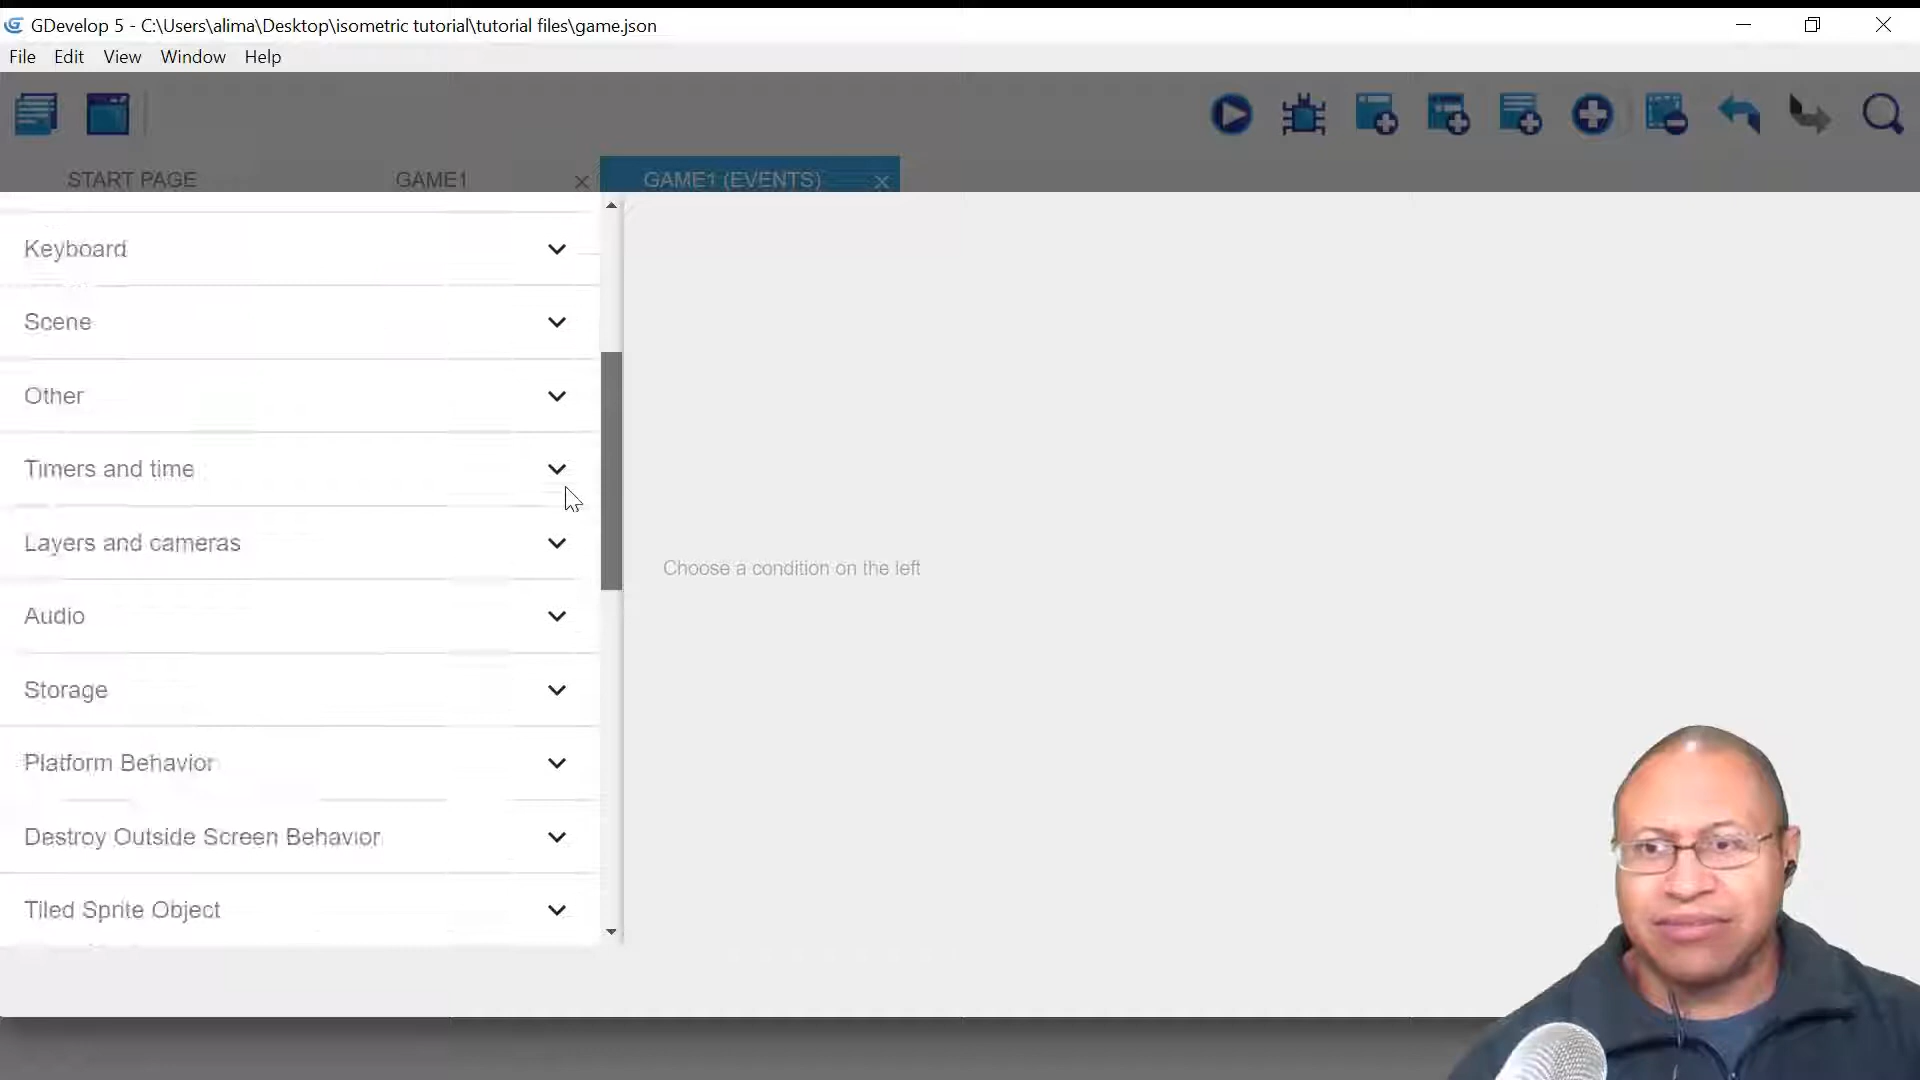 GDevelop 5 - C:\Users\alima\Desktop\isometric tutorial\tutorial files\game.json
File Edit View Window Help
START PAGE GAME1 GAME1 (EVENTS)
Keyboard
Scene
Other
Timers and time
Layers and cameras
Audio
Storage
Platform Behavior
Destroy Outside Screen Behavior
Tiled Sprite Object
Choose a condition on the left